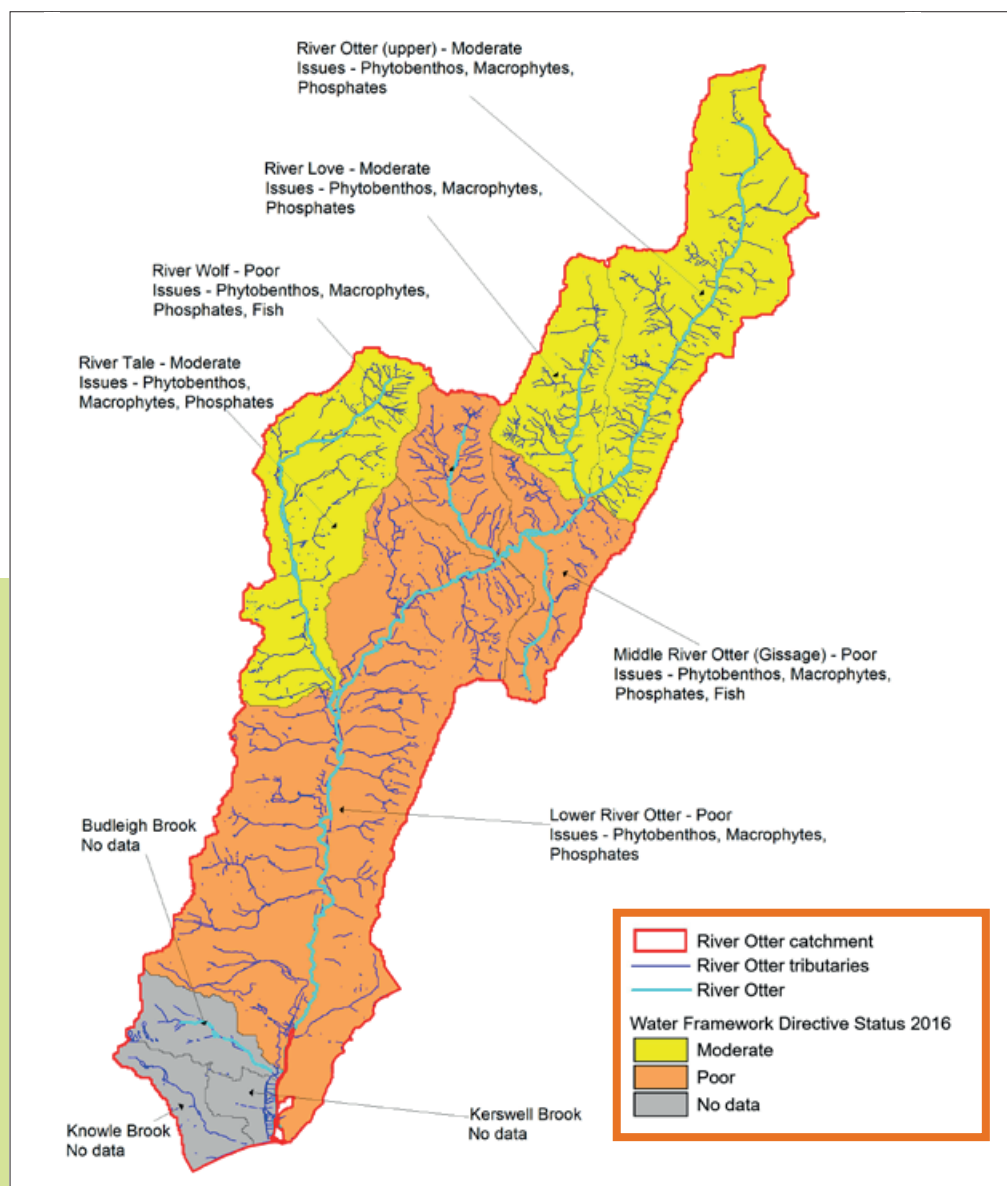 River Otter (upper) - Moderate
Issues - Phytobenthos, Macrophytes,
Phosphates
River Love - Moderate
Issues - Phytobenthos, Macrophytes,
Phosphates
River Wolf - Poor
Issues - Phytobenthos, Macrophytes,
Phosphates, Fish
River Tale - Moderate
Issues - Phytobenthos,
Macrophytes, Phosphates
Middle River Otter (Gissage) - Poor
Issues - Phytobenthos, Macrophytes,
Phosphates, Fish
Lower River Otter - Poor
Issues - Phytobenthos, Macrophytes,
Phosphates
Budleigh Brook
No data
Knowle Brook
No data
Kerswell Brook
No data
River Otter catchment
River Otter tributaries
River Otter
Water Framework Directive Status 2016
Moderate
Poor
No data